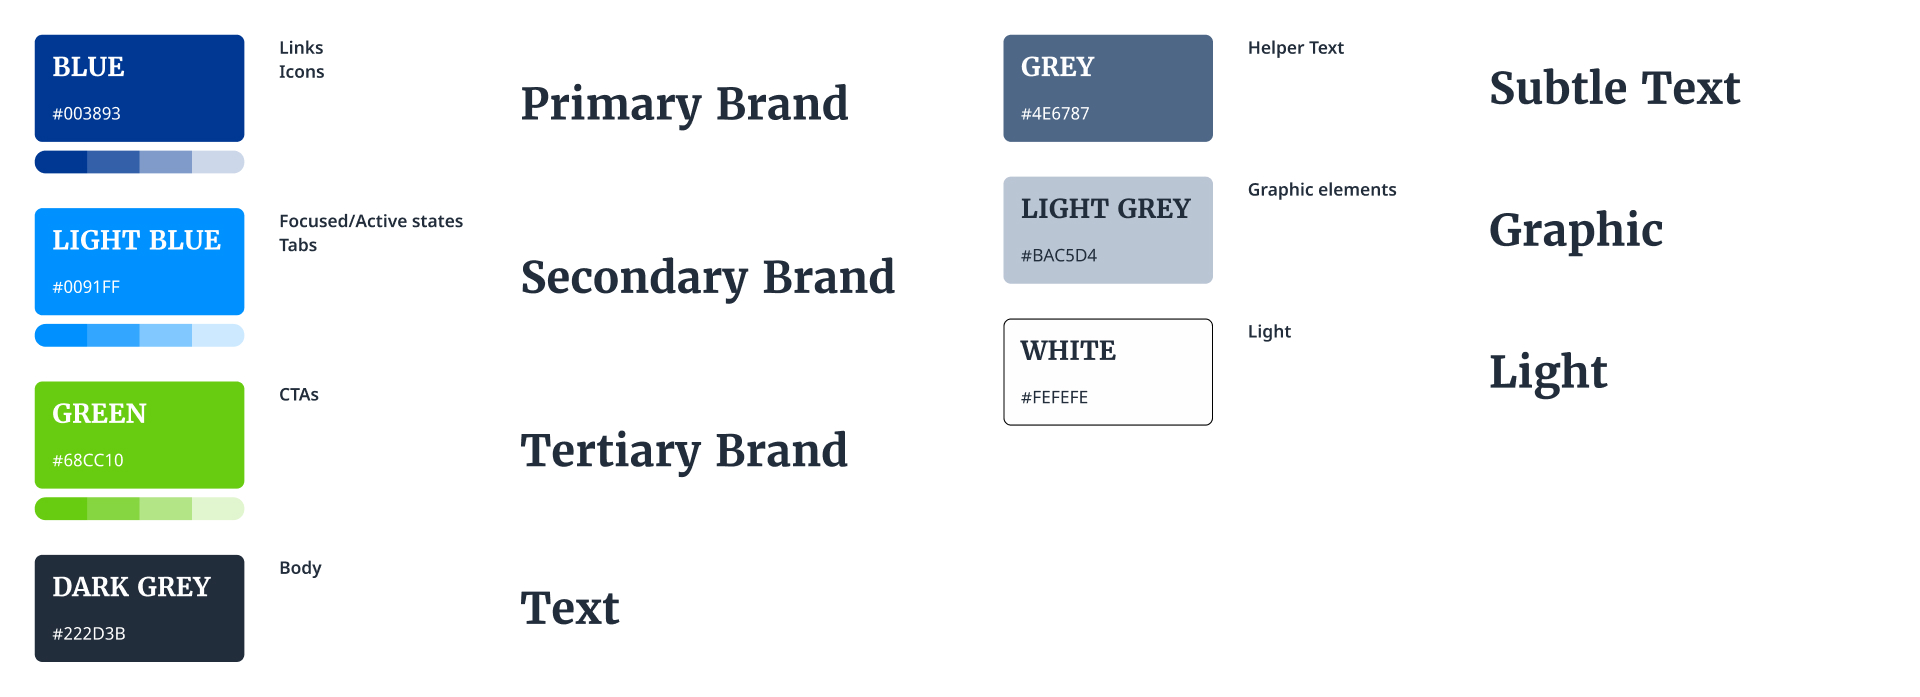 BLUE
#003893
Links
Icons
Primary Brand
LIGHT BLUE
#0091FF
Focused/Active states
Tabs
Secondary Brand
GREEN
#68CC10
CTAs
Tertiary Brand
DARK GREY
#222D3B
Body
Text
GREY
#4E6787
Helper Text
Subtle Text
LIGHT GREY
#BAC5D4
Graphic elements
Graphic
WHITE
#FEFEFE
Light
Light